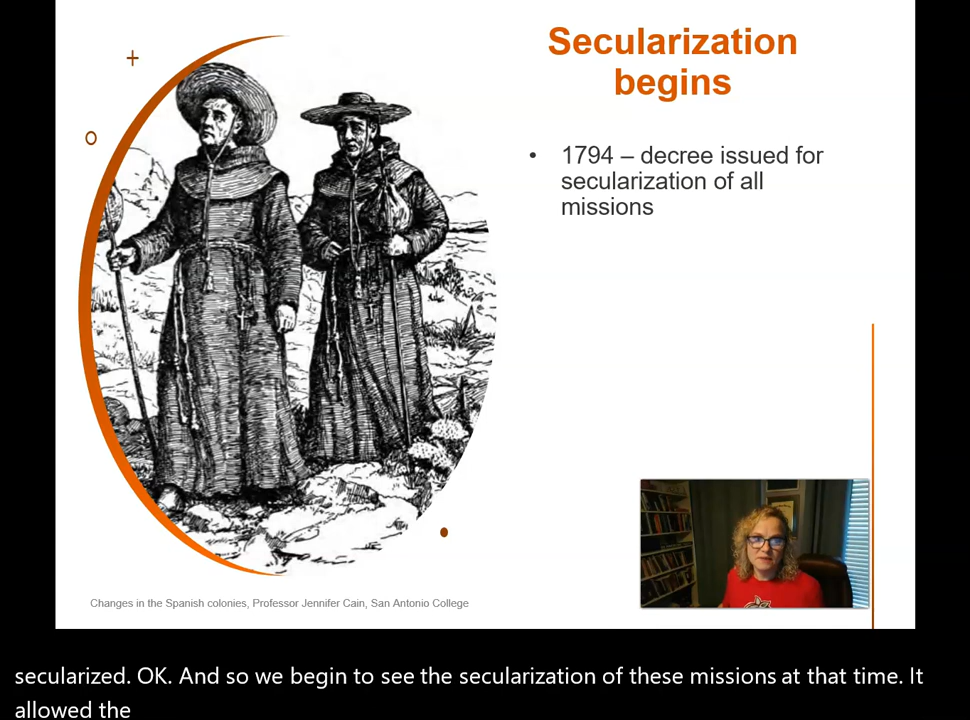 Secularization
begins
• 1794 – decree issued for
secularization of all
missions
Changes in the Spanish colonies, Professor Jennifer Cain, San Antonio College
secularized. OK. And so we begin to see the secularization of these missions at that time. It
allowed the